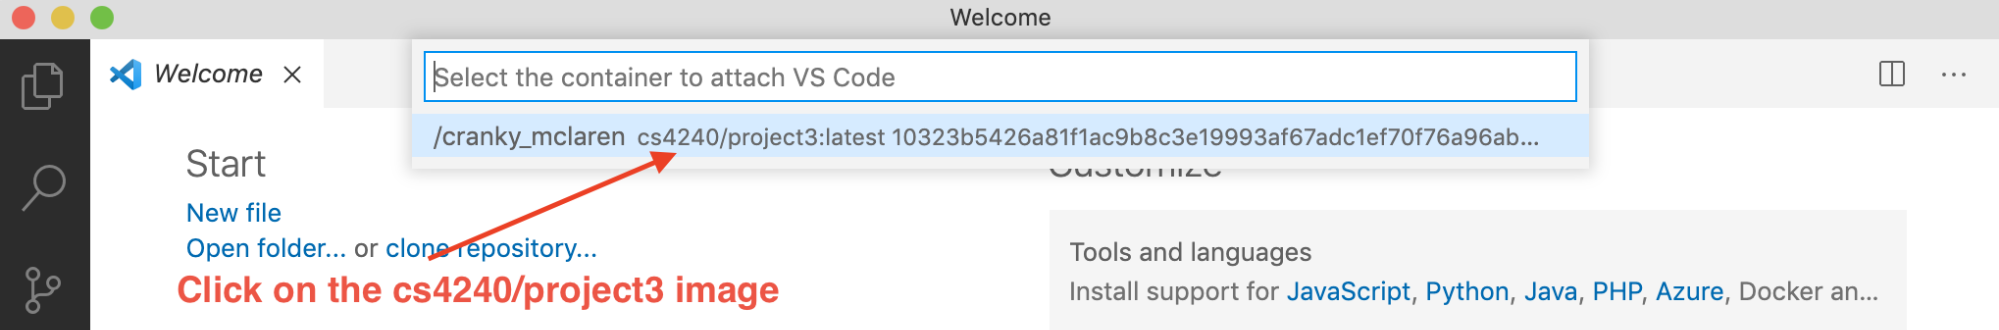 Welcome
Welcome
Select the container to attach VS Code
/cranky_mclaren cs4240/project3:latest 10323b5426a81f1ac9b8c3e19993af67adc1ef70f76a96ab...
Start
Customize
New file
Open folder... or clone repository...
Click on the cs4240/project3 image
Tools and languages
Install support for JavaScript, Python, Java, PHP, Azure, Docker an...